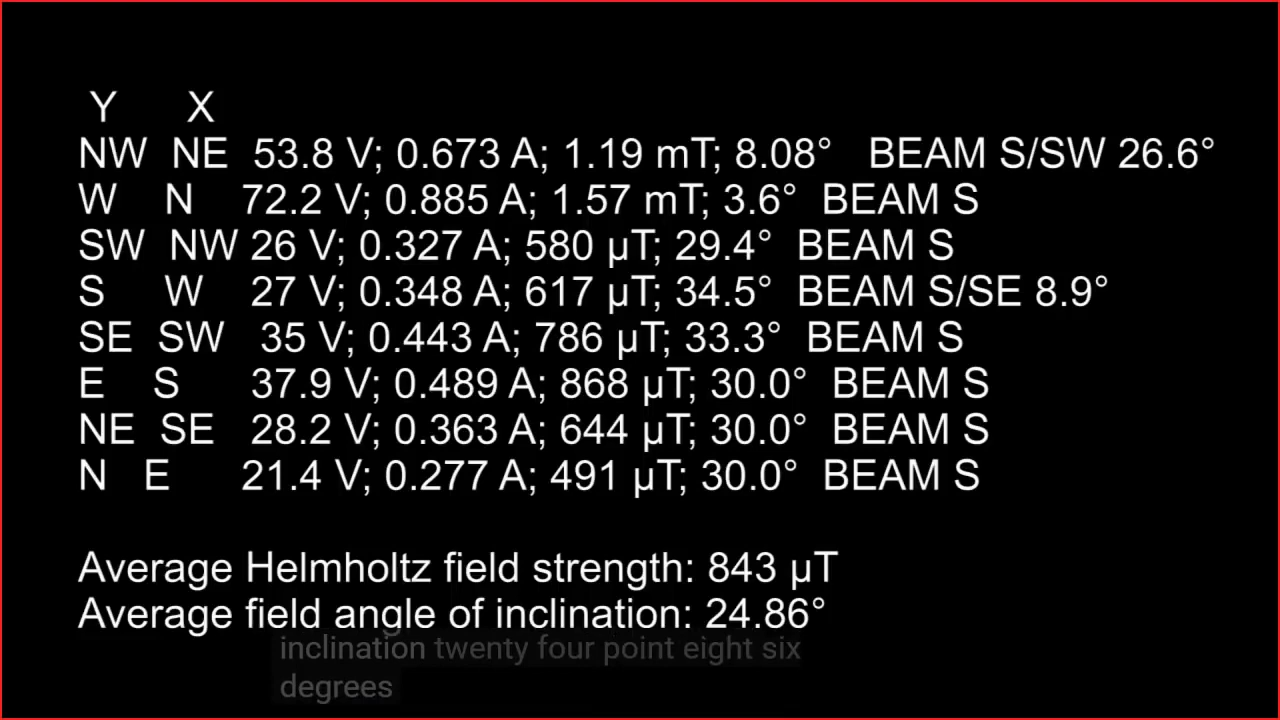 Y X
NW NE 53.8 V; 0.673 A; 1.19 mT; 8.08° BEAM S/SW 26.6°
W N 72.2 V; 0.885 A; 1.57 mT; 3.6° BEAM S
SW NW 26 V; 0.327 A; 580 µT; 29.4° BEAM S
S W 27 V; 0.348 A; 617 µT; 34.5° BEAM S/SE 8.9°
SE SW 35 V; 0.443 A; 786 µT; 33.3° BEAM S
E S 37.9 V; 0.489 A; 868 µT; 30.0° BEAM S
NE SE 28.2 V; 0.363 A; 644 µT; 30.0° BEAM S
N E 21.4 V; 0.277 A; 491 µT; 30.0° BEAM S
Average Helmholtz field strength: 843 µT
Average field angle of inclination: 24.86°
inclination twenty four point eight six
degrees